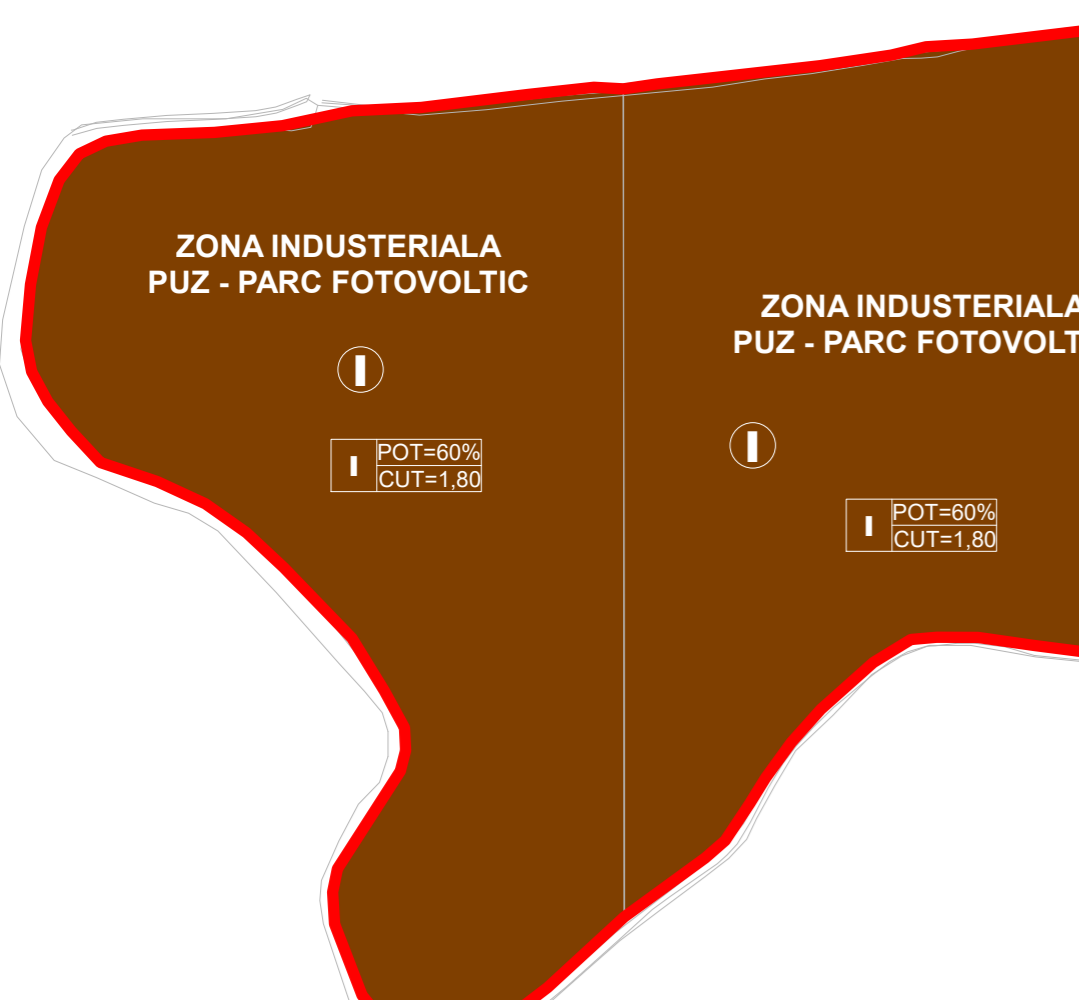 ZONA INDUSTERIALA
PUZ - PARC FOTOVOLTIC
I
I
POT=60%
CUT=1,80
ZONA INDUSTERIALA
PUZ - PARC FOTOVOLT
I
I
POT=60%
CUT=1,80